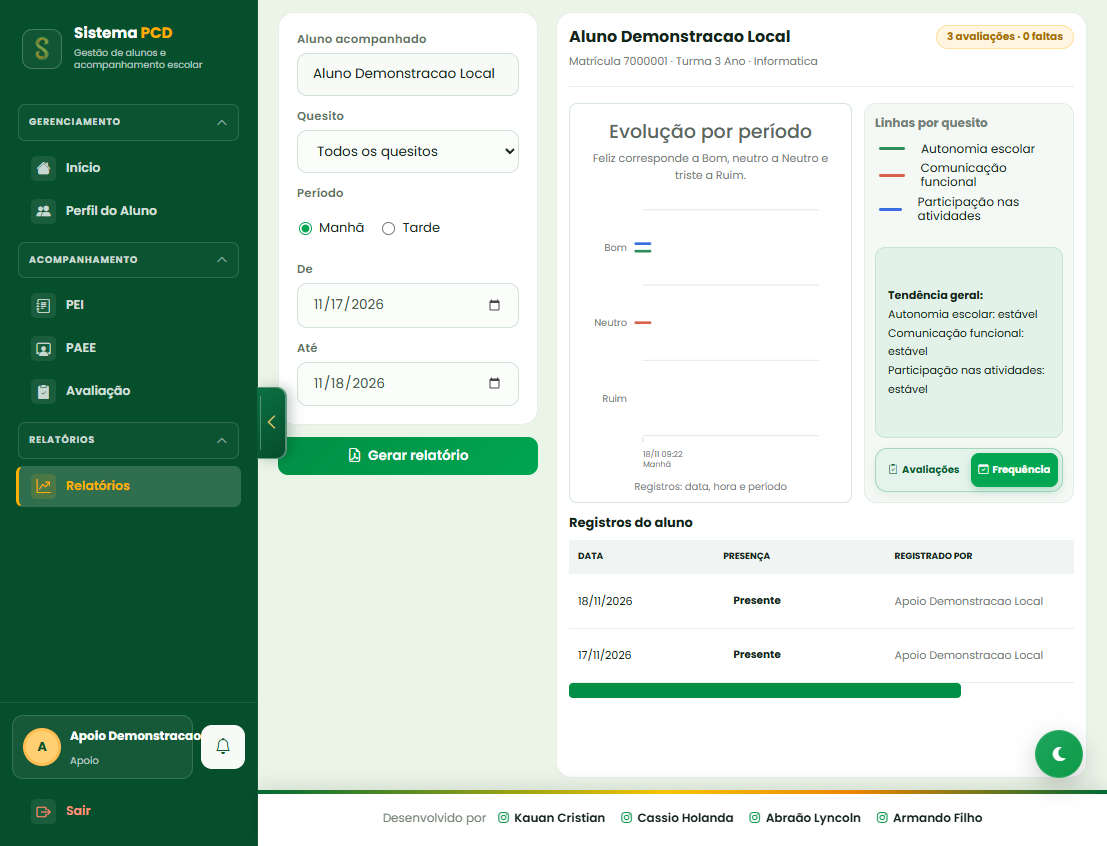 Sistema PCD
Gestão de alunos e
acompanhamento escolar
GERENCIAMENTO
Início
Perfil do Aluno
ACOMPANHAMENTO
PEI
PAEE
Avaliação
RELATÓRIOS
Relatórios
A
Apoio Demonstracao
Apoio
Sair
Aluno acompanhado
Aluno Demonstracao Local
Quesito
Todos os quesitos
Período
Manhã
Tarde
De
11/17/2026
Até
11/18/2026
Gerar relatório
Aluno Demonstracao Local
3 avaliações · 0 faltas
Matrícula 7000001 · Turma 3 Ano · Informatica
Evolução por período
Feliz corresponde a Bom, neutro a Neutro e
triste a Ruim.
Bom
Neutro
Ruim
18/11 09:22
Manhã
Registros: data, hora e período
Linhas por quesito
Autonomia escolar
Comunicação
funcional
Participação nas
atividades
Tendência geral:
Autonomia escolar: estável
Comunicação funcional:
estável
Participação nas atividades:
estável
Avaliações
Frequência
Registros do aluno
DATA PRESENÇA REGISTRADO POR
18/11/2026 Presente Apoio Demonstracao Local
17/11/2026 Presente Apoio Demonstracao Local
Desenvolvido por Kauan Cristian Cassio Holanda Abraão Lyncoln Armando Filho